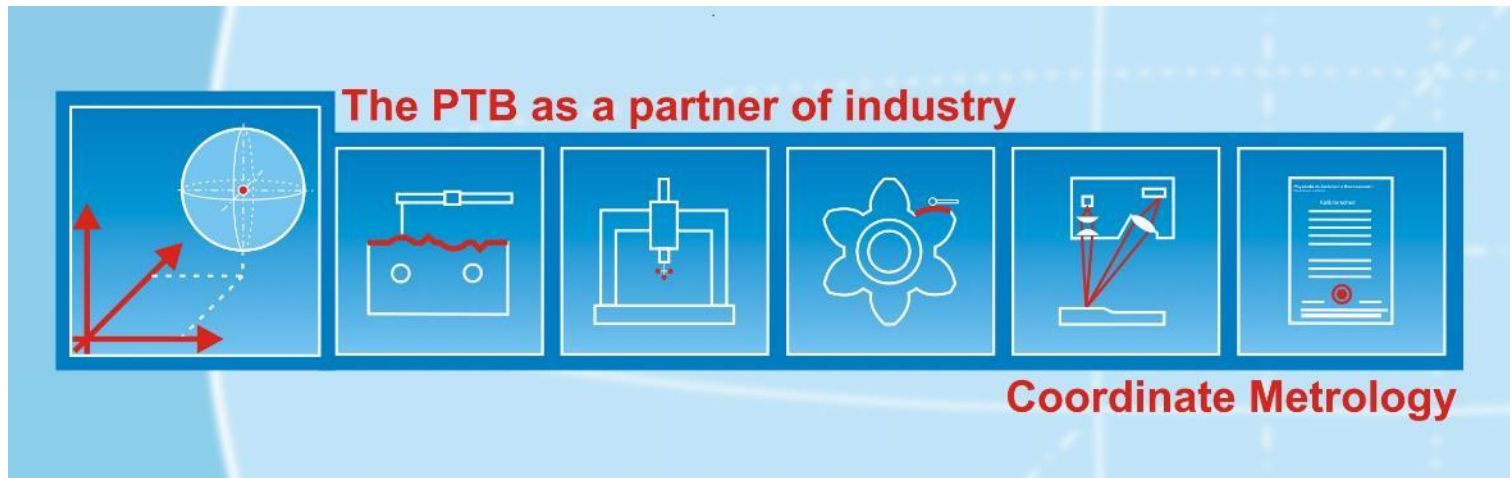 The PTB as a partner of industry
Coordinate Metrology